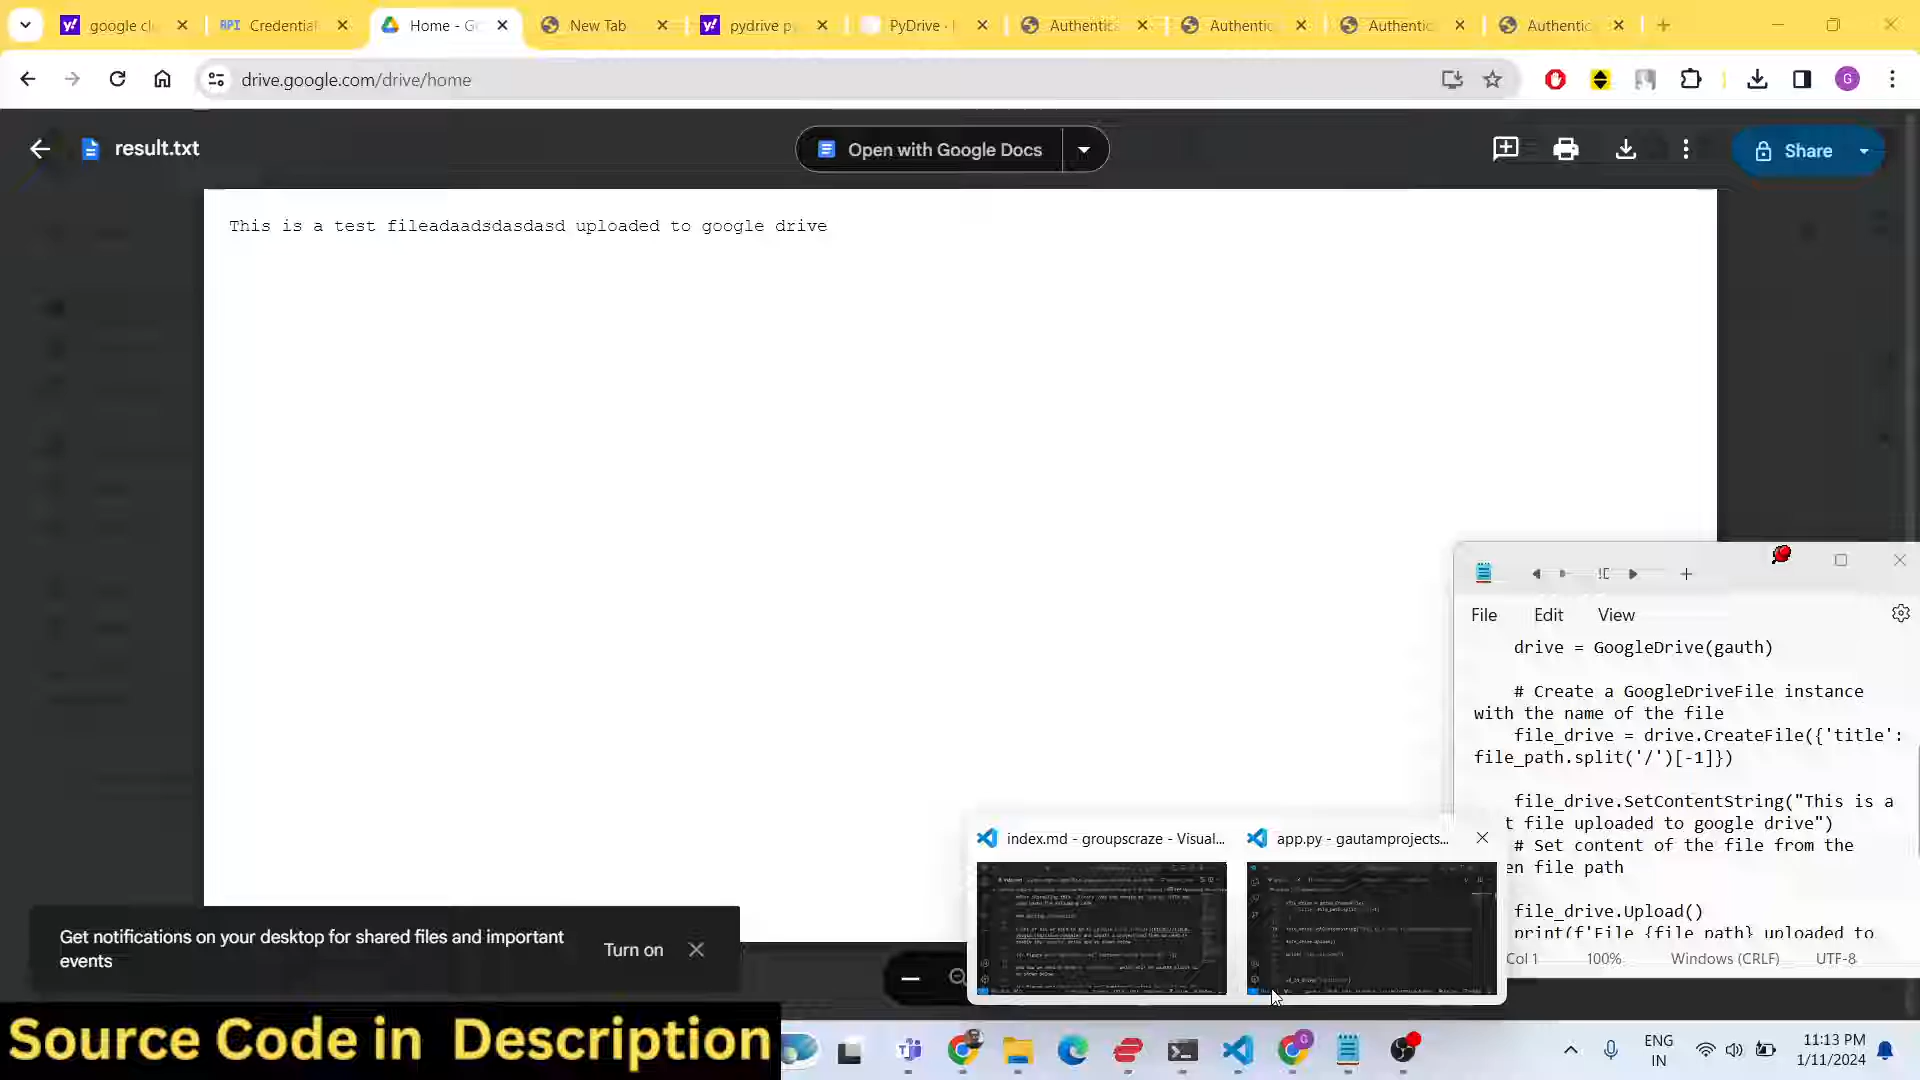 google cl
API Credential
Home - G
New Tab
pydrive p
PyDrive ·
Authentic
Authentic
Authentic
Authentic
drive.google.com/drive/home
G
result.txt
Open with Google Docs
Share
This is a test fileadaadsdasdasd uploaded to google drive
File Edit View
drive = GoogleDrive(gauth)
# Create a GoogleDriveFile instance
with the name of the file
file_drive = drive.CreateFile({'title':
file_path.split('/')[-1]})
file_drive.SetContentString("This is a
t file uploaded to google drive")
# Set content of the file from the
en file path
file_drive.Upload()
print(f'File {file_path} uploaded to
Col 1 100% Windows (CRLF) UTF-8
index.md - groupscraze - Visual...
app.py - gautamprojects...
Get notifications on your desktop for shared files and important
events
Turn on
Source Code in Description
ENG
IN
11:13 PM
1/11/2024